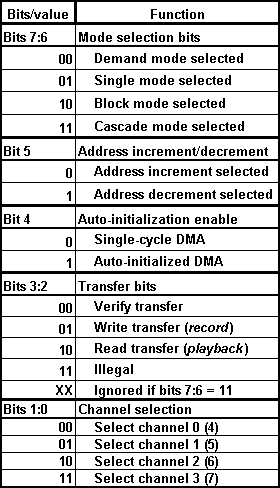 Bits/value Function
Bits 7:6 Mode selection bits
00 Demand mode selected
01 Single mode selected
10 Block mode selected
11 Cascade mode selected
Bit 5 Address increment/decrement
0 Address increment selected
1 Address decrement selected
Bit 4 Auto-initialization enable
0 Single-cycle DMA
1 Auto-initialized DMA
Bits 3:2 Transfer bits
00 Verify transfer
01 Write transfer (record)
10 Read transfer (playback)
11 Illegal
XX Ignored if bits 7:6 = 11
Bits 1:0 Channel selection
00 Select channel 0 (4)
01 Select channel 1 (5)
10 Select channel 2 (6)
11 Select channel 3 (7)